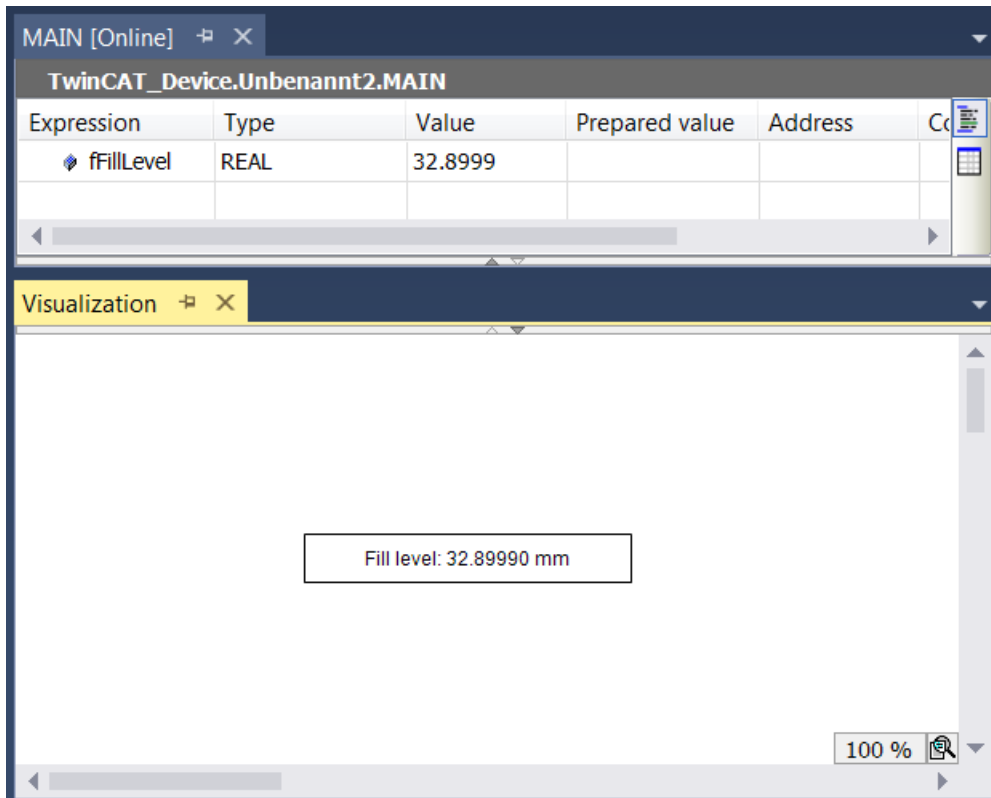 MAIN [Online]
TwinCAT_Device.Unbenannt2.MAIN
Expression Type Value Prepared value Address
fFillLevel REAL 32.8999
Visualization
Fill level: 32.89990 mm
100 %